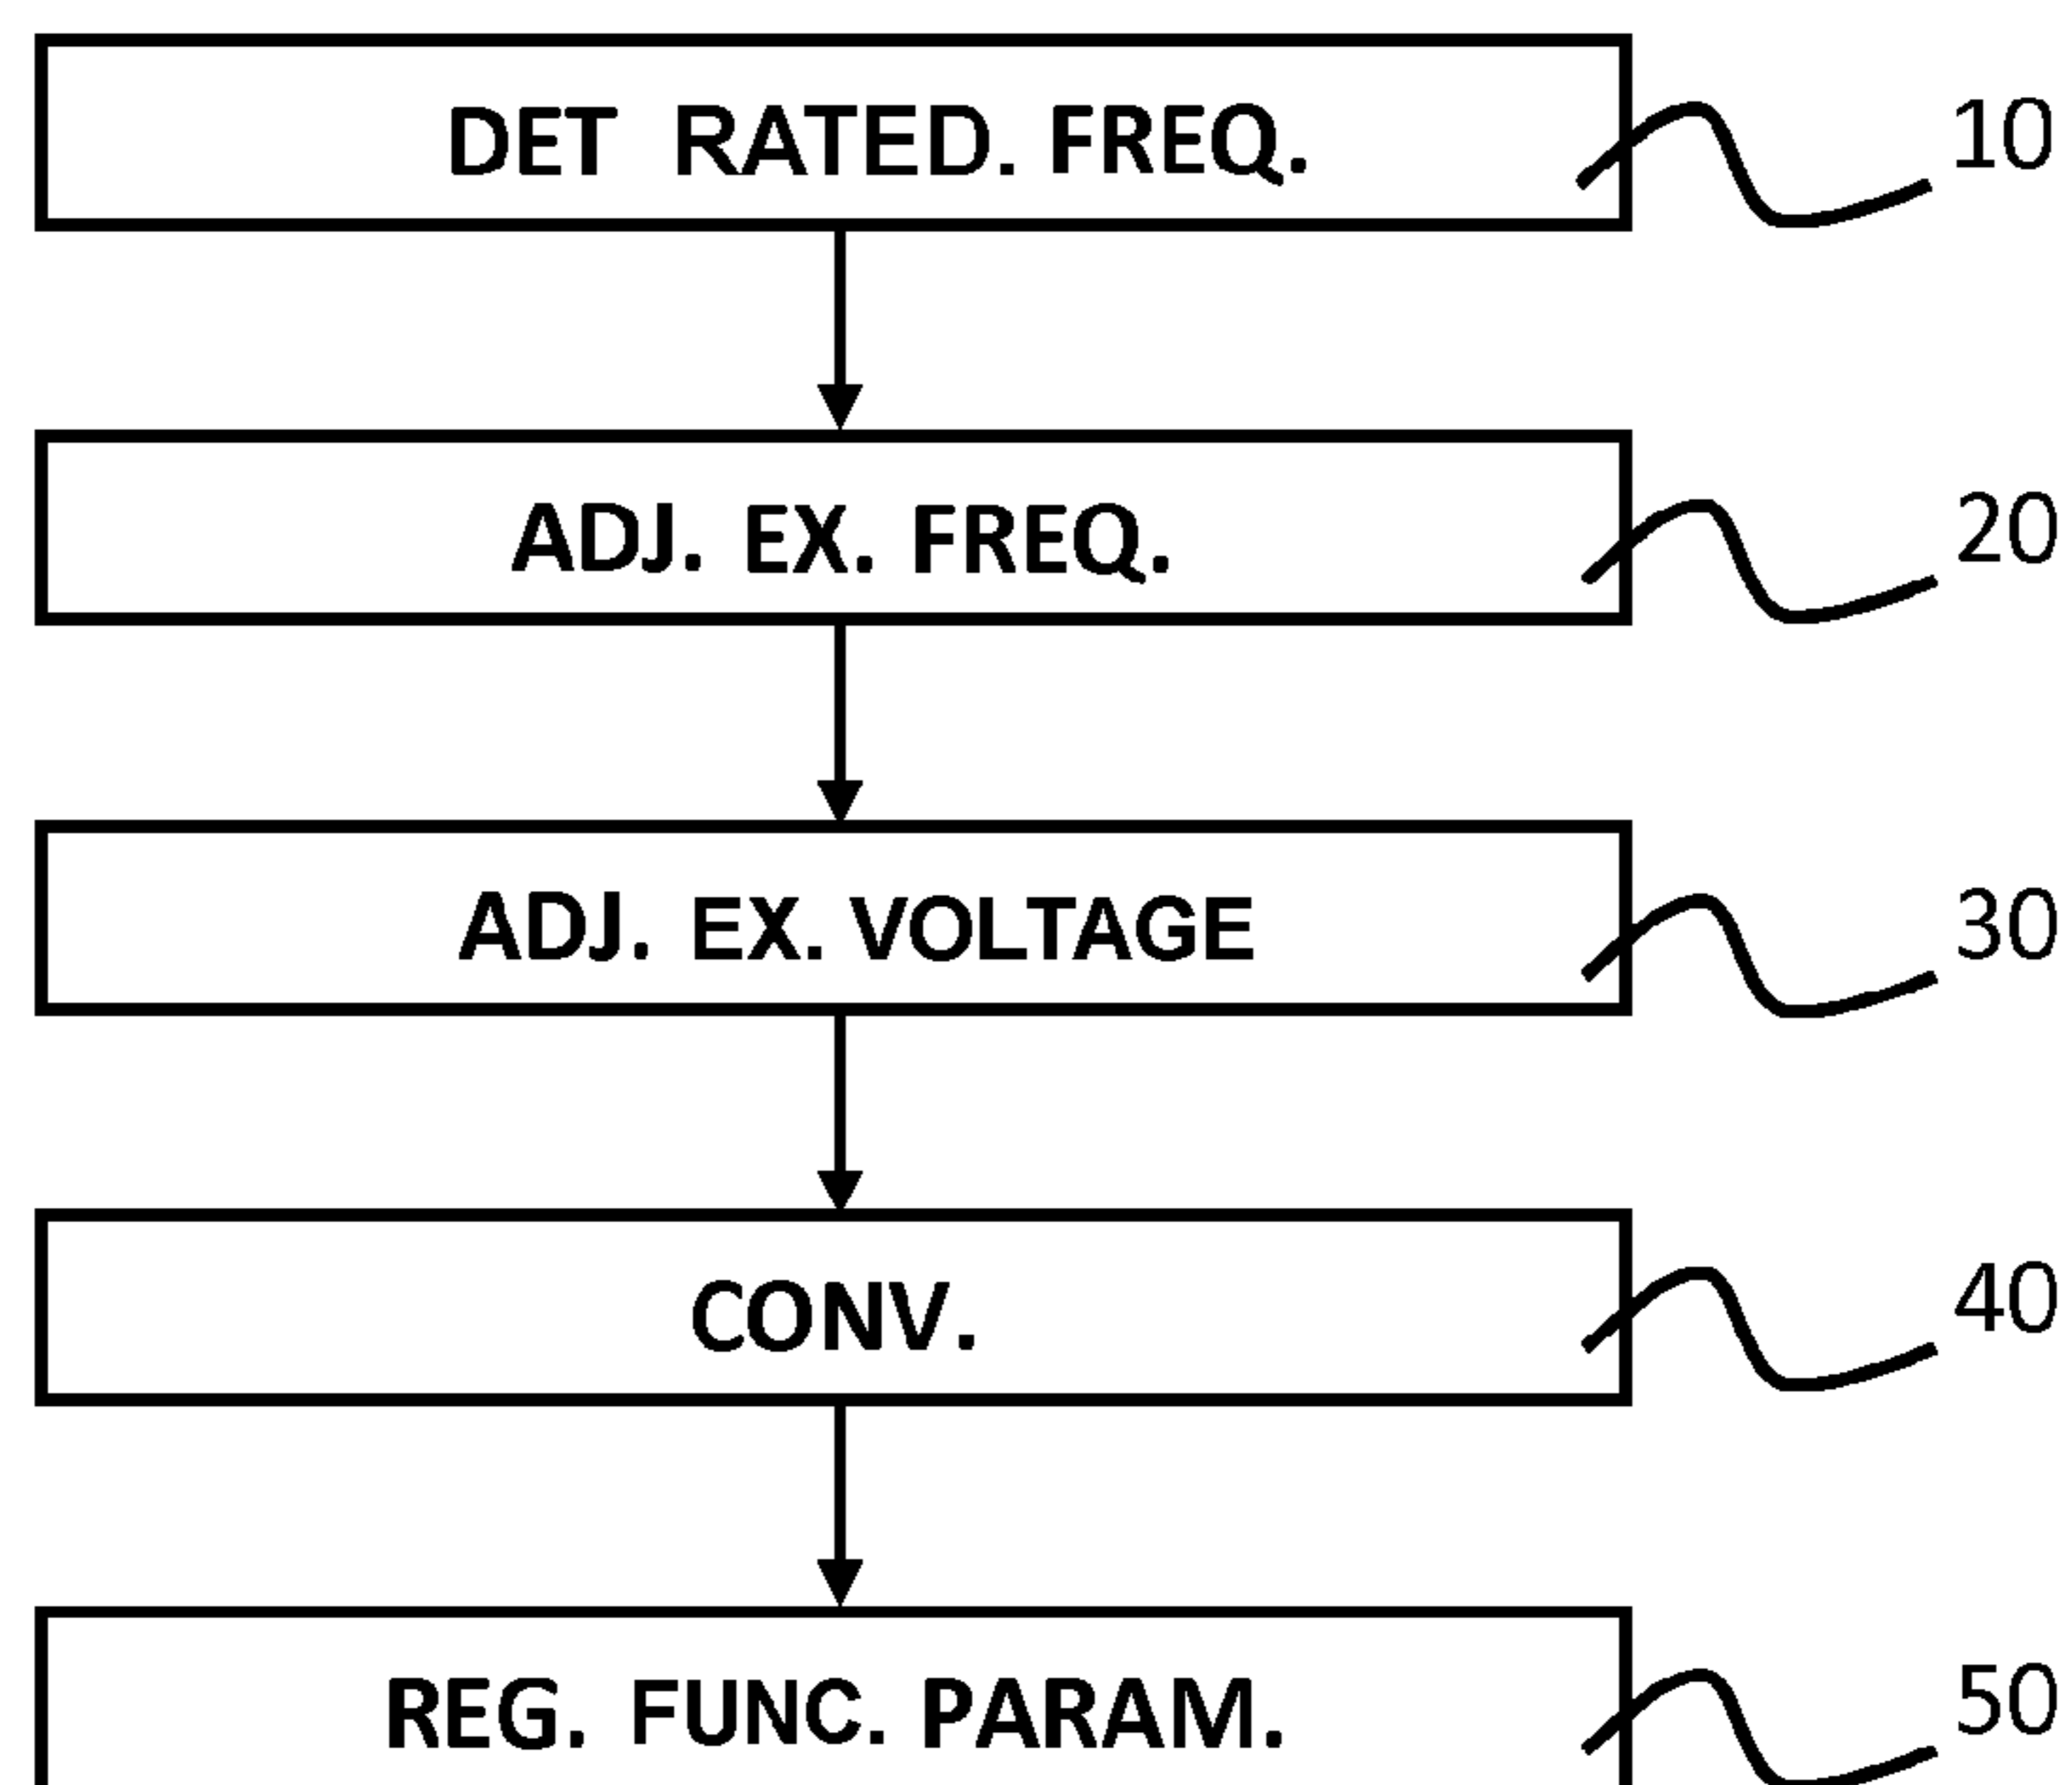 DET RATED. FREQ. 10
ADJ. EX. FREQ. 20
ADJ. EX. VOLTAGE 30
CONV. 40
REG. FUNC. PARAM. 50